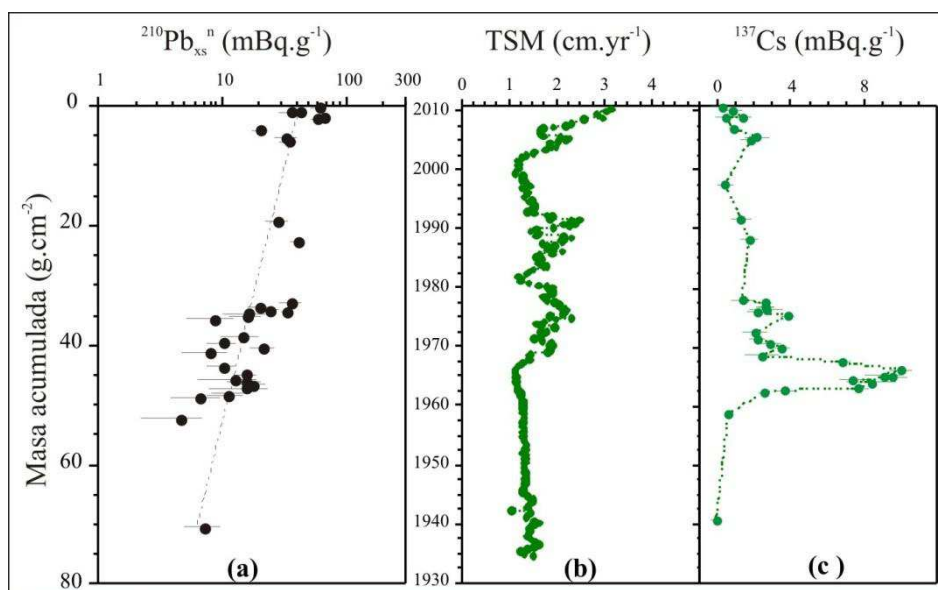 ²¹⁰Pbₓₛⁿ (mBq.g⁻¹)
TSM (cm.yr⁻¹)
¹³⁷Cs (mBq.g⁻¹)
1 10 100 300
0 1 2 3 4
0 4 8
Masa acumulada (g.cm⁻²)
0
20
40
60
80
2010
2000
1990
1980
1970
1960
1950
1940
1930
(a)
(b)
(c)